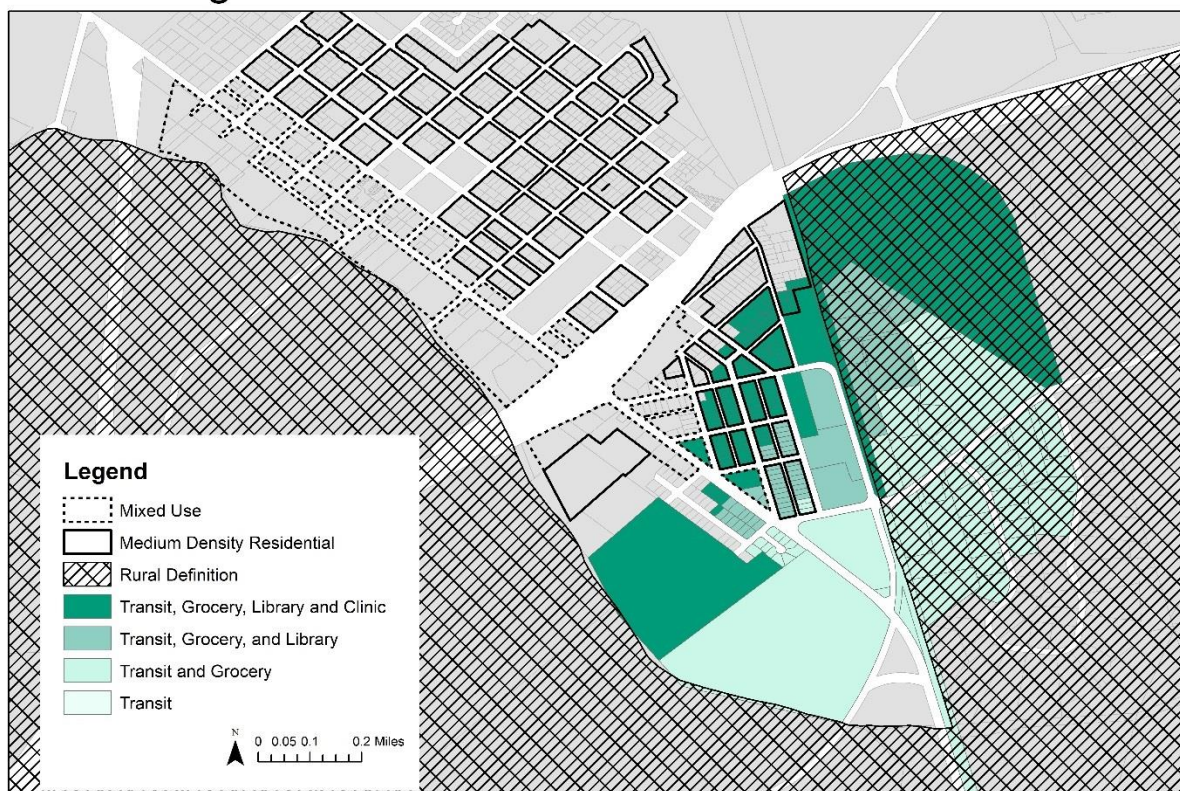 Legend
Mixed Use
Medium Density Residential
Rural Definition
Transit, Grocery, Library and Clinic
Transit, Grocery, and Library
Transit and Grocery
Transit
N
0 0.05 0.1 0.2 Miles